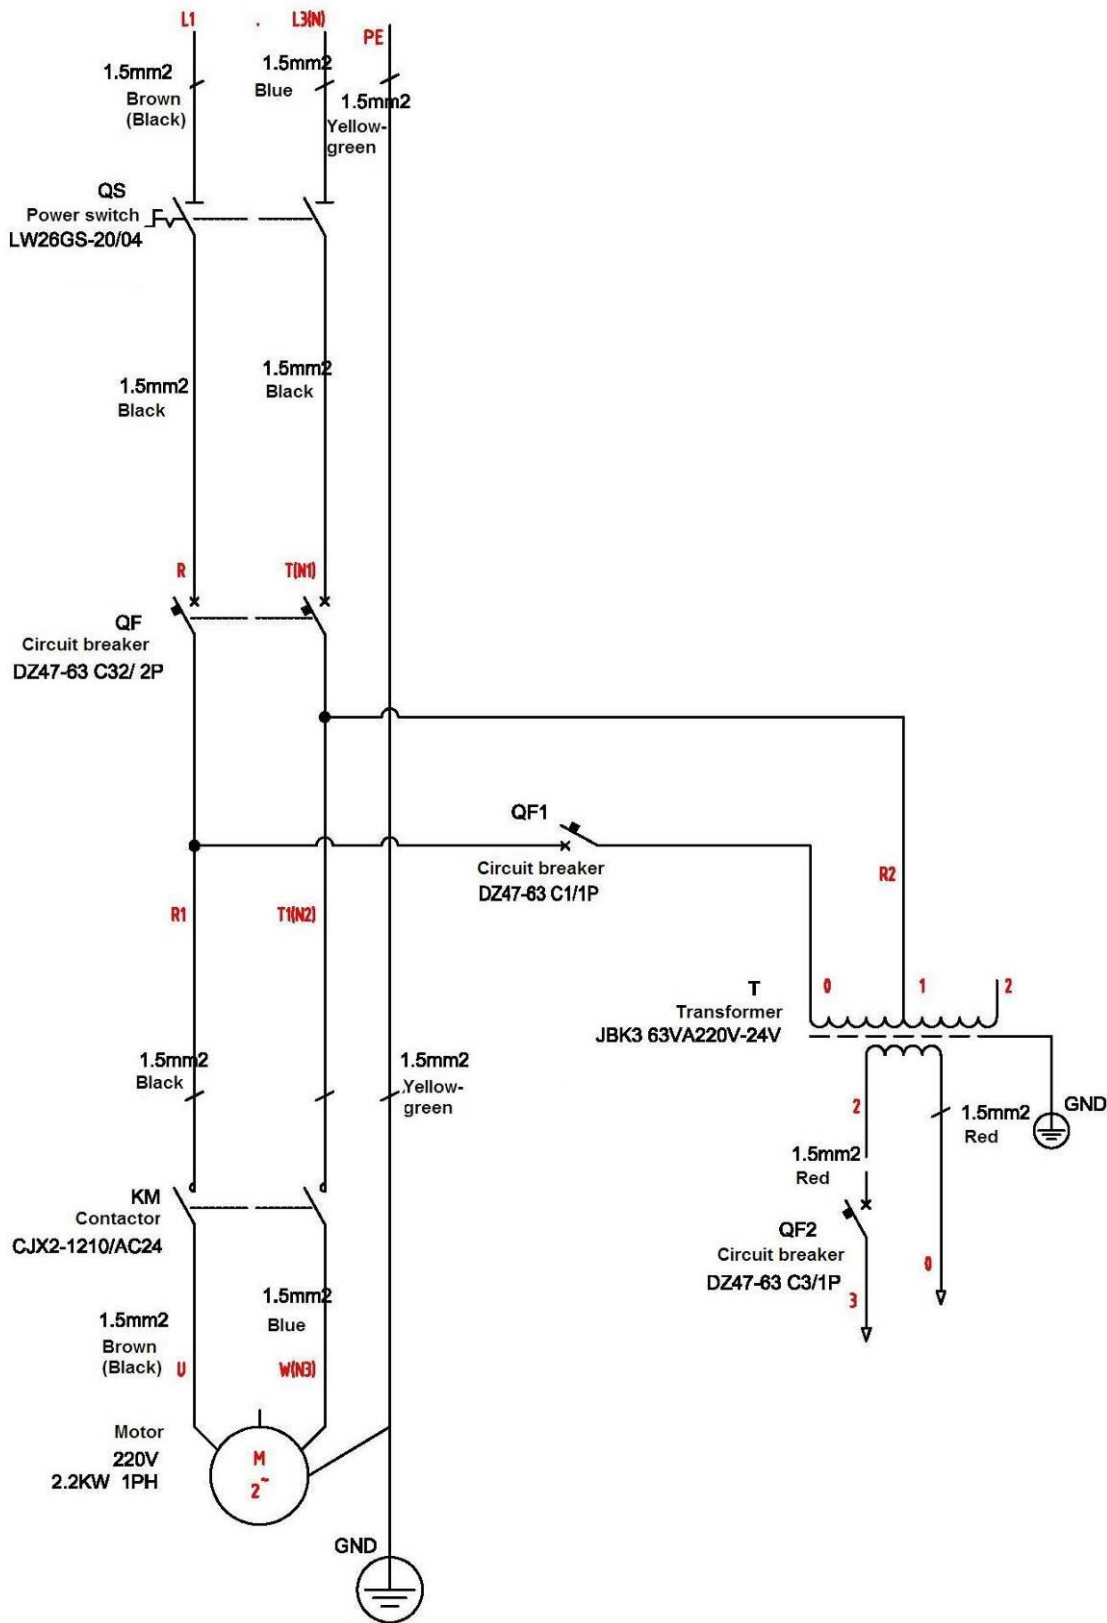 L1
L3(N)
PE
1.5mm2
Brown
(Black)
1.5mm2
Blue
1.5mm2
Yellow-
green
QS
Power switch
LW26GS-20/04
1.5mm2
Black
1.5mm2
Black
R
T(N1)
QF
Circuit breaker
DZ47-63 C32/ 2P
QF1
Circuit breaker
DZ47-63 C1/1P
R2
R1
T1(N2)
T
Transformer
JBK3 63VA220V-24V
0
1
2
1.5mm2
Black
1.5mm2
Yellow-
green
2
1.5mm2
Red
GND
1.5mm2
Red
KM
Contactor
CJX2-1210/AC24
QF2
Circuit breaker
DZ47-63 C3/1P
3
0
1.5mm2
Brown
(Black)
U
1.5mm2
Blue
W(N3)
Motor
220V
2.2KW 1PH
M
2~
GND